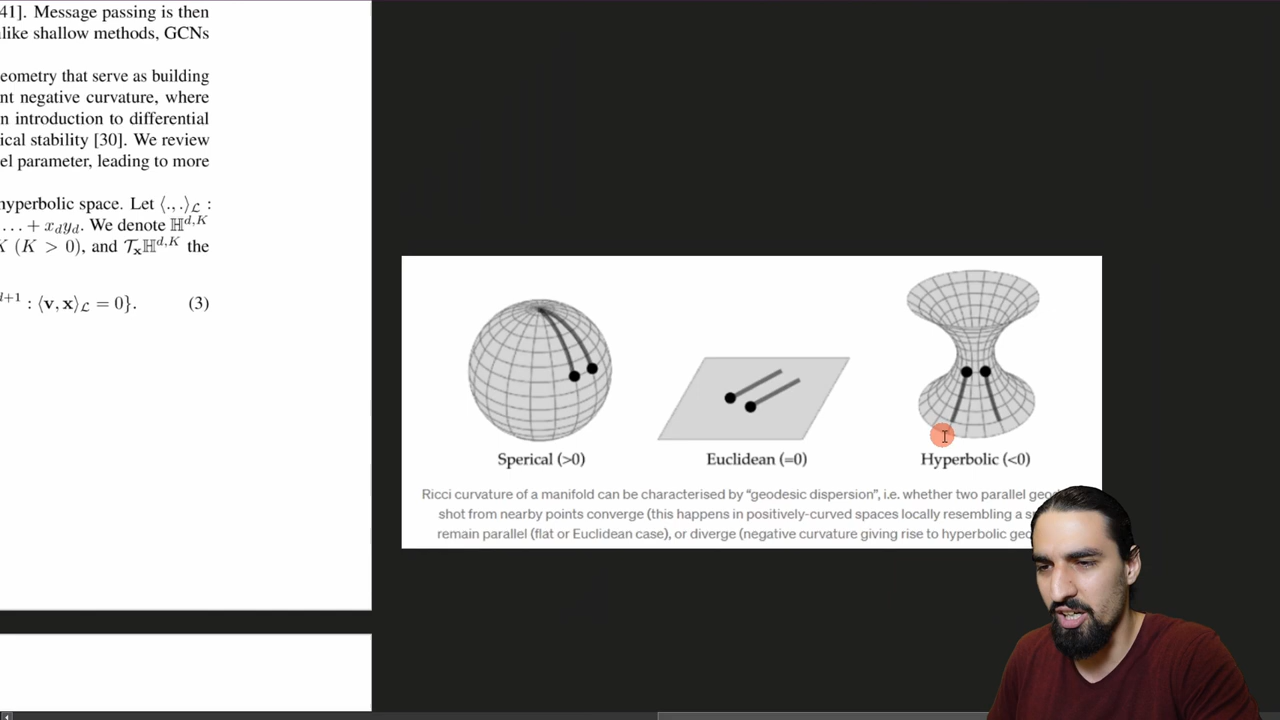 41]. Message passing is then
like shallow methods, GCNs
eometry that serve as building
nt negative curvature, where
n introduction to differential
ical stability [30]. We review
el parameter, leading to more
hyperbolic space. Let ⟨., .⟩ℒ :
... + x_d y_d. We denote ℍ^{d,K}
K (K > 0), and 𝒯_𝐱ℍ^{d,K} the
^{d+1} : ⟨𝐯, 𝐱⟩ℒ = 0}. (3)
Sperical (>0) Euclidean (=0) Hyperbolic (<0)
Ricci curvature of a manifold can be characterised by “geodesic dispersion”, i.e. whether two parallel
shot from nearby points converge (this happens in positively-curved spaces locally resembling a
remain parallel (flat or Euclidean case), or diverge (negative curvature giving rise to hyperbolic